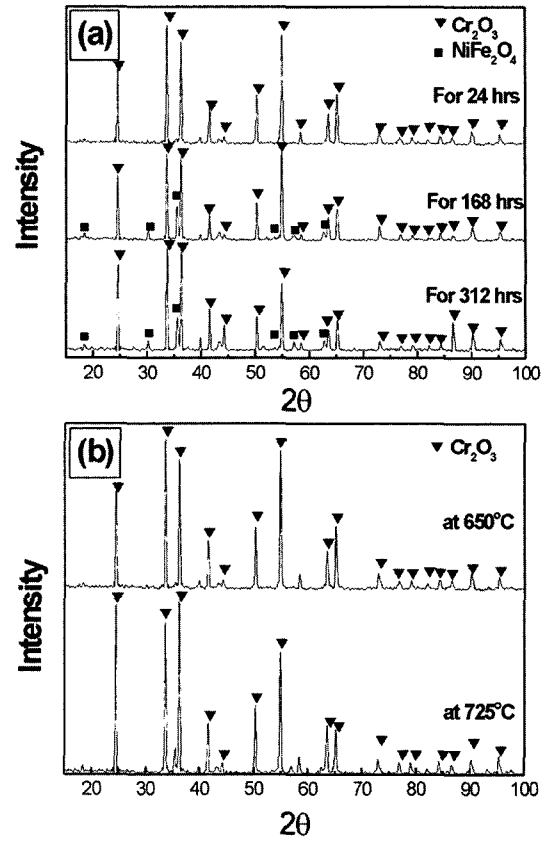 (a)
▼ Cr₂O₃
■ NiFe₂O₄
For 24 hrs
For 168 hrs
For 312 hrs
Intensity
20 30 40 50 60 70 80 90 100
2θ
(b)
▼ Cr₂O₃
at 650°C
at 725°C
Intensity
20 30 40 50 60 70 80 90 100
2θ